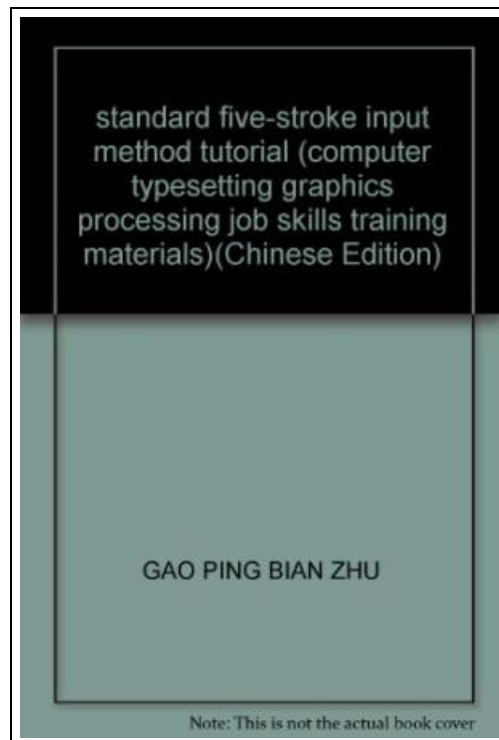 standard five-stroke input
method tutorial (computer
typesetting graphics
processing job skills training
materials)(Chinese Edition)
GAO PING BIAN ZHU
Note: This is not the actual book cover